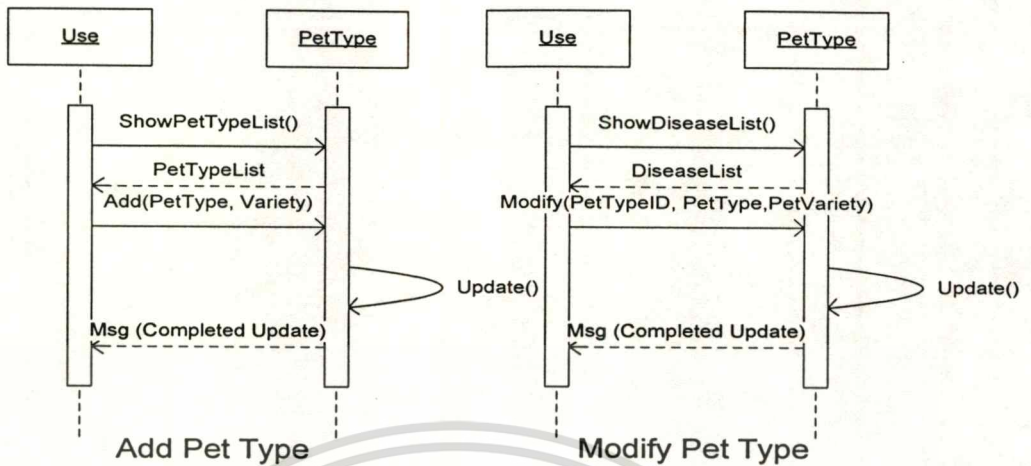 Use
PetType
ShowPetTypeList()
PetTypeList
Add(PetType, Variety)
Update()
Msg (Completed Update)
Add Pet Type
Use
PetType
ShowDiseaseList()
DiseaseList
Modify(PetTypeID, PetType,PetVariety)
Update()
Msg (Completed Update)
Modify Pet Type